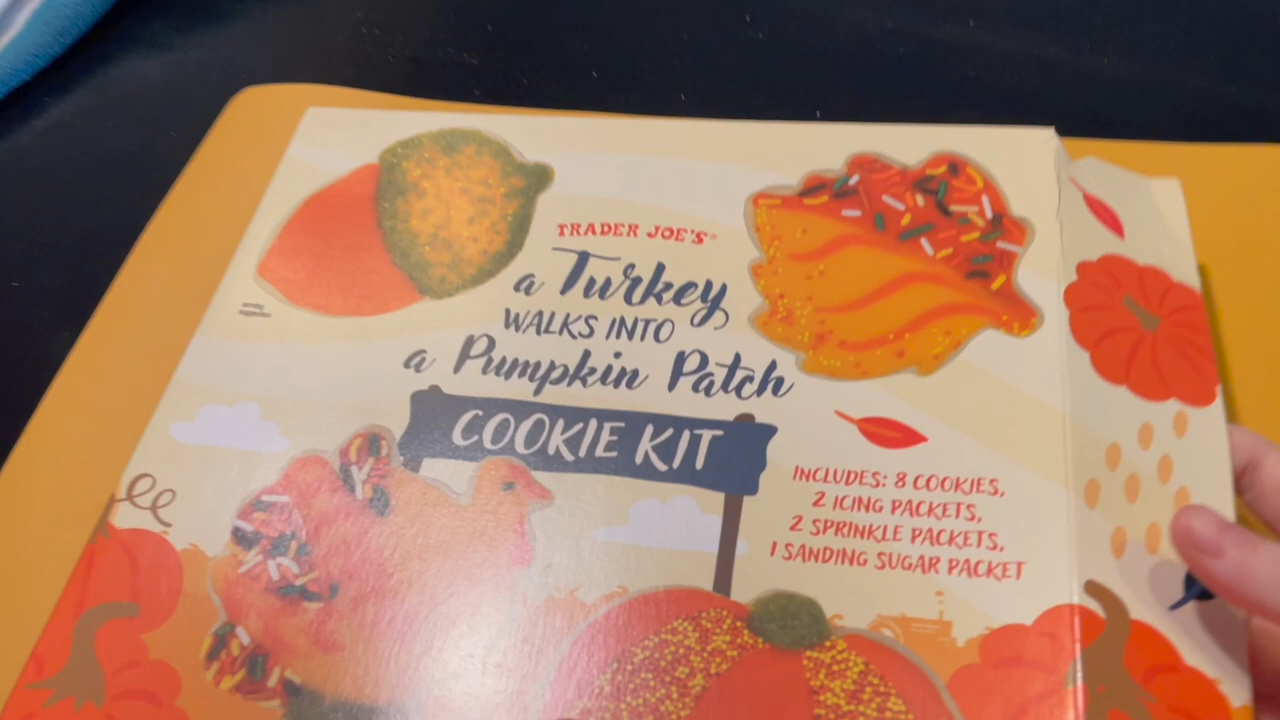 TRADER JOE'S
a Turkey
WALKS INTO
a Pumpkin Patch
COOKIE KIT
INCLUDES: 8 COOKIES,
2 ICING PACKETS,
2 SPRINKLE PACKETS,
1 SANDING SUGAR PACKET